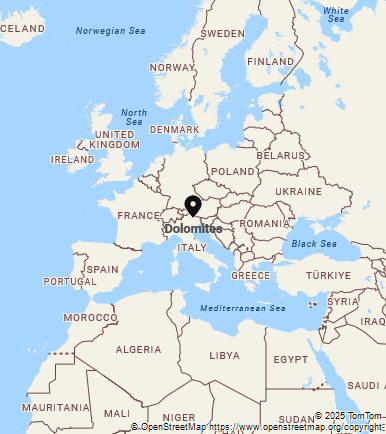 ICELAND
Norwegian Sea
White
Sea
SWEDEN
NORWAY
FINLAND
North
Sea
DENMARK
UNITED
KINGDOM
IRELAND
BELARUS
POLAND
UKRAINE
FRANCE
ROMANIA
Dolomites
ITALY
Black Sea
SPAIN
PORTUGAL
GREECE
TÜRKIYE
SYRIA
Mediterranean Sea
MOROCCO
IRAQ
ALGERIA
LIBYA
EGYPT
SAUDI A
MAURITANIA
MALI
NIGER
SUDAN
CHAD
© 2025 TomTom
© OpenStreetMap https://www.openstreetmap.org/copyright